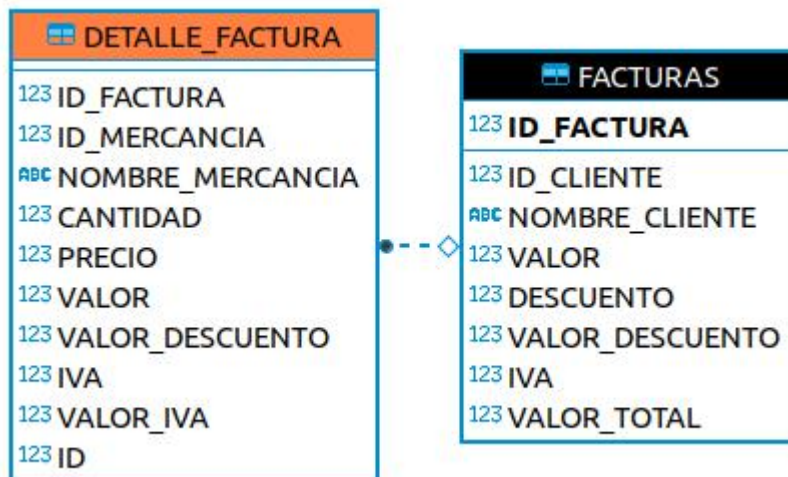 DETALLE_FACTURA
123 ID_FACTURA
123 ID_MERCANCIA
ABC NOMBRE_MERCANCIA
123 CANTIDAD
123 PRECIO
123 VALOR
123 VALOR_DESCUENTO
123 IVA
123 VALOR_IVA
123 ID
FACTURAS
123 ID_FACTURA
123 ID_CLIENTE
ABC NOMBRE_CLIENTE
123 VALOR
123 DESCUENTO
123 VALOR_DESCUENTO
123 IVA
123 VALOR_TOTAL